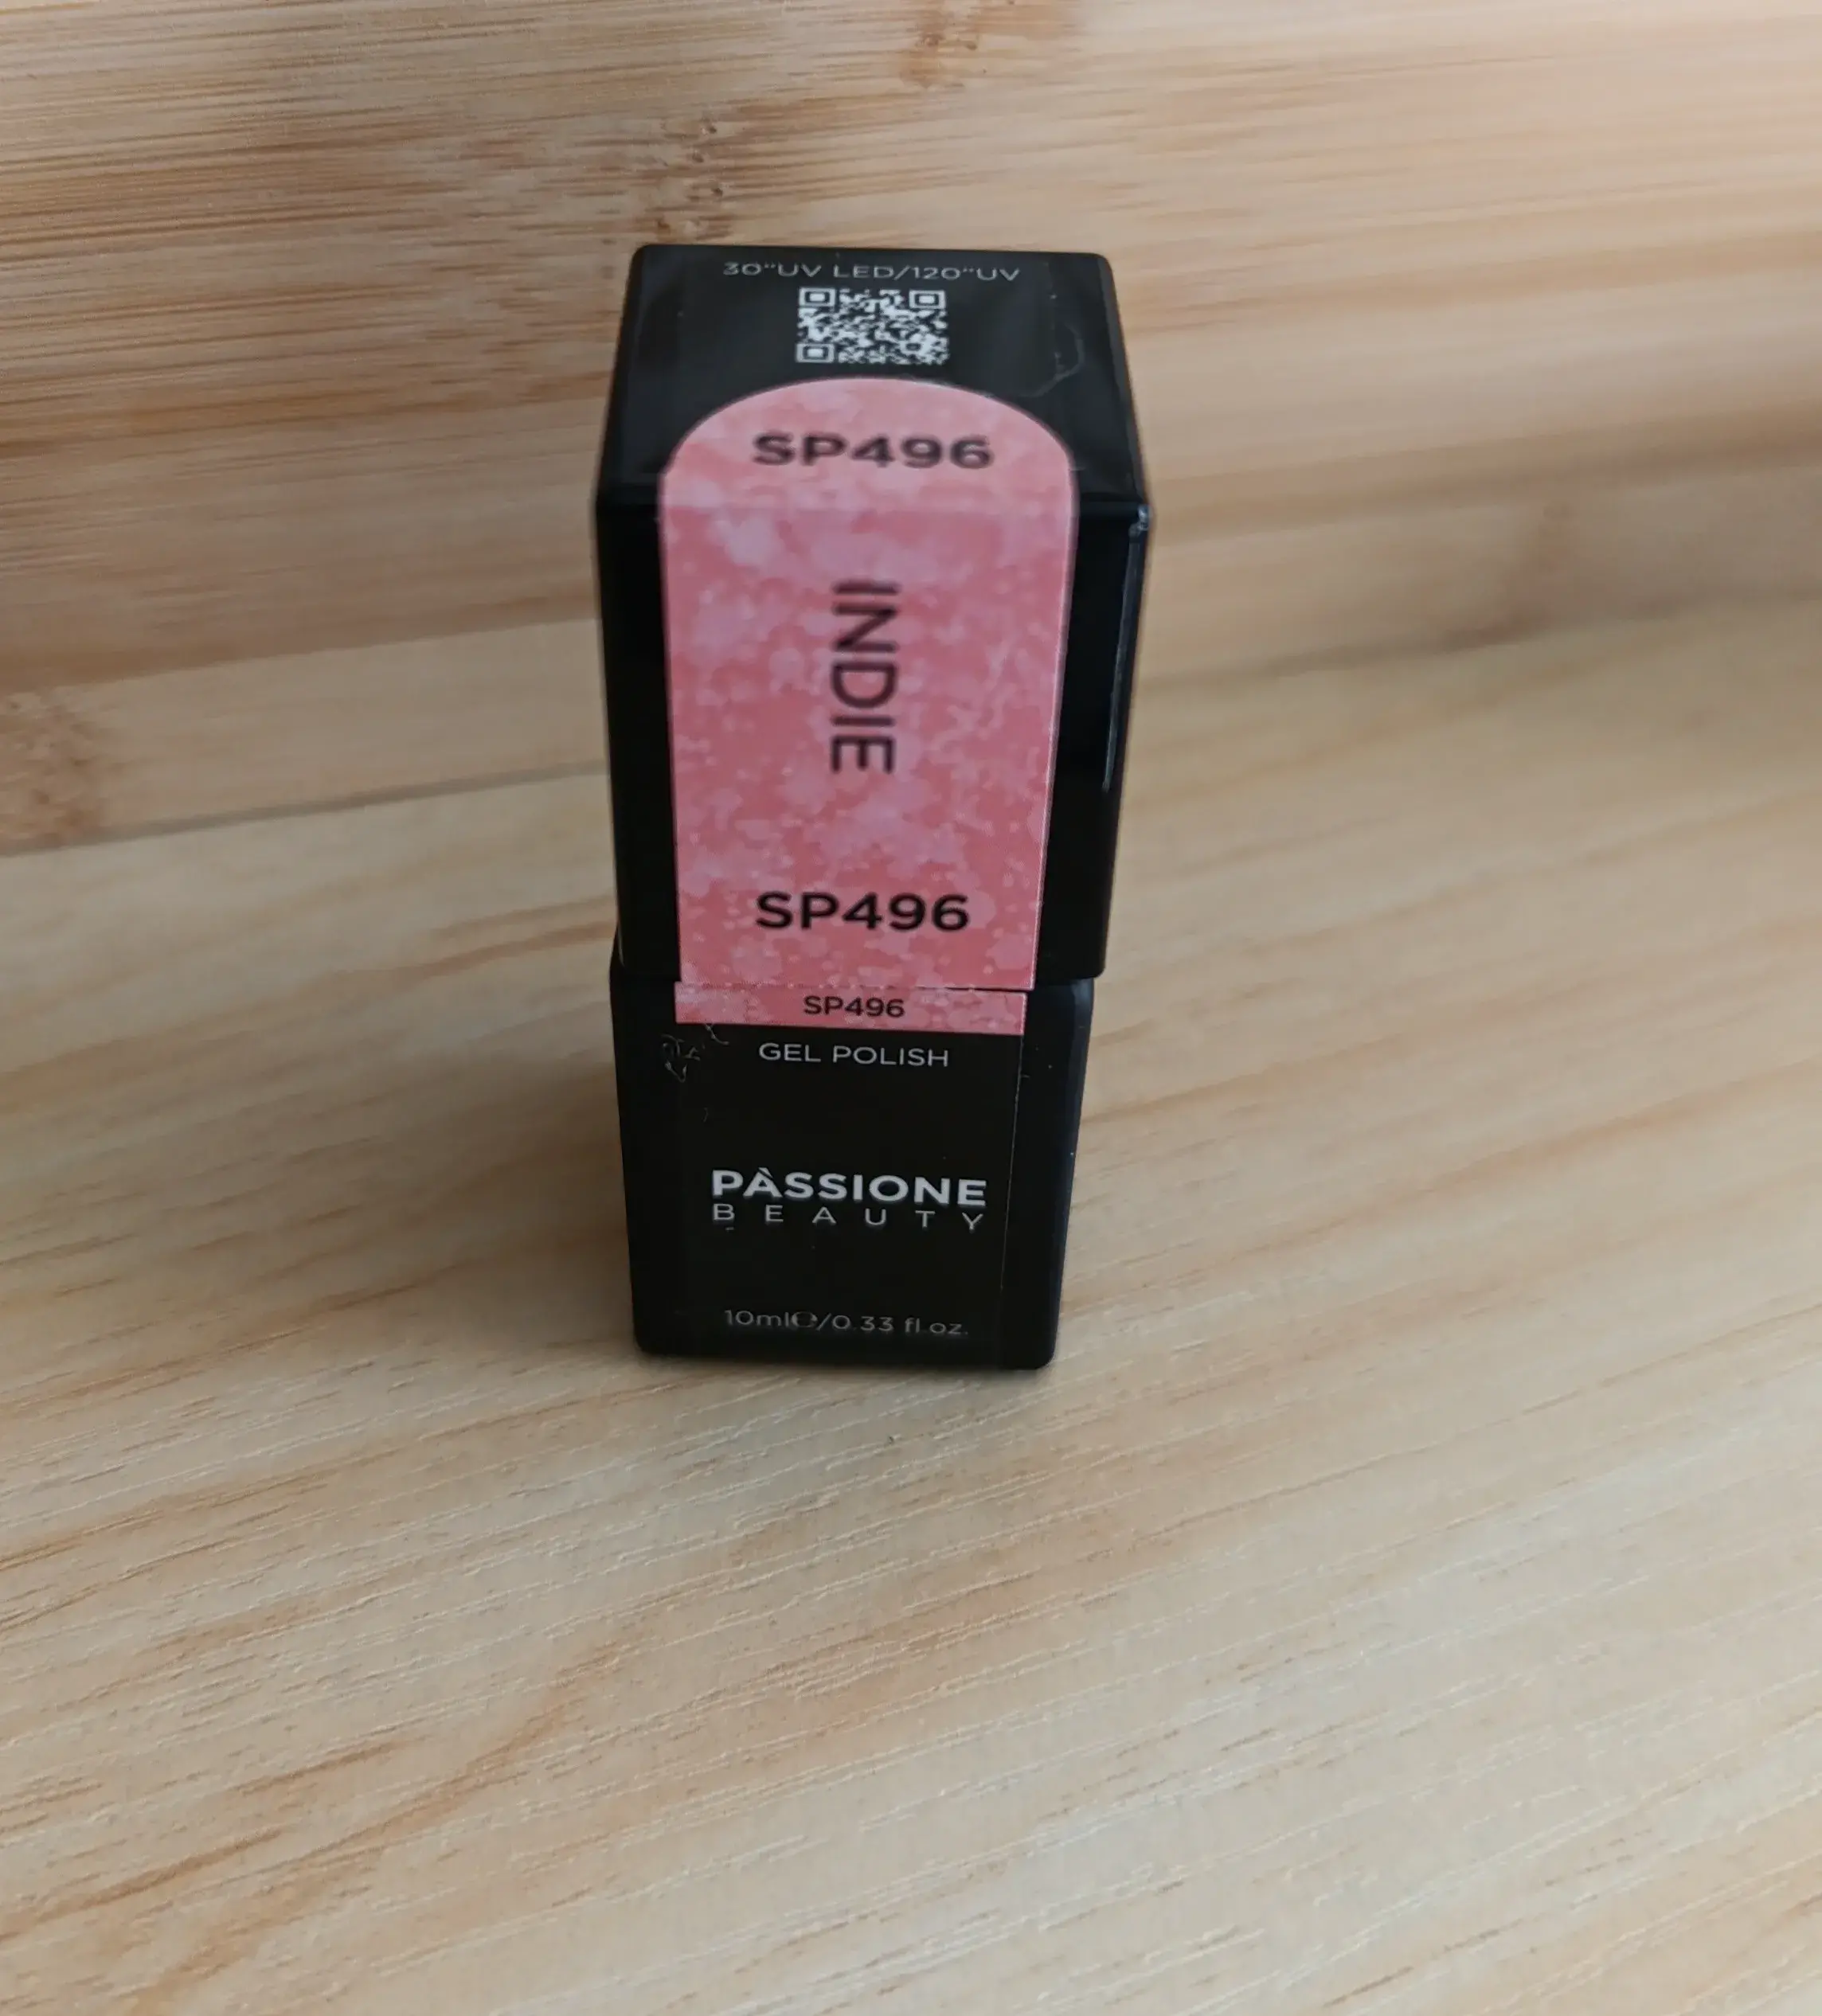 30"UV LED/120"UV
SP496
INDIE
SP496
SP496
GEL POLISH
PÀSSIONE
BEAUTY
10ml℮/0.33 fl.oz.